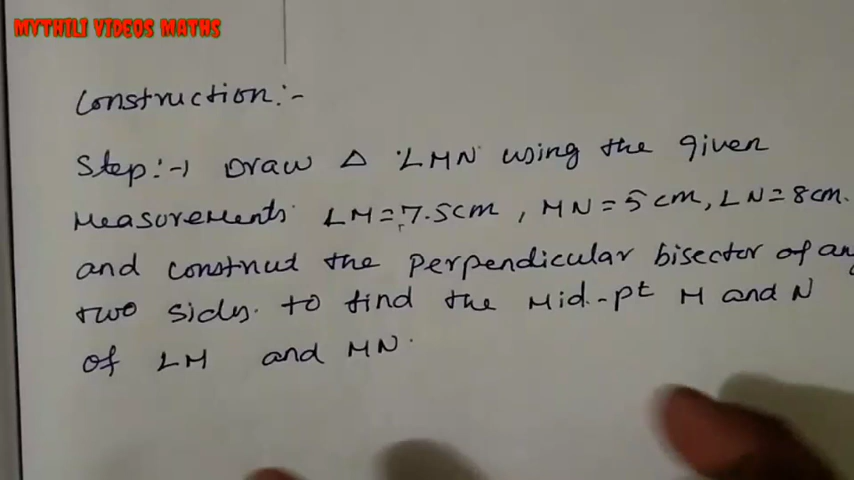 MYTHILI VIDEOS MATHS
Construction:-
Step:-1 Draw △ LMN using the given
Measurements LM=7.5cm, MN=5cm, LN=8cm.
and construct the perpendicular bisector of any
two sides. to find the Mid-pt M and N
of LM and MN.